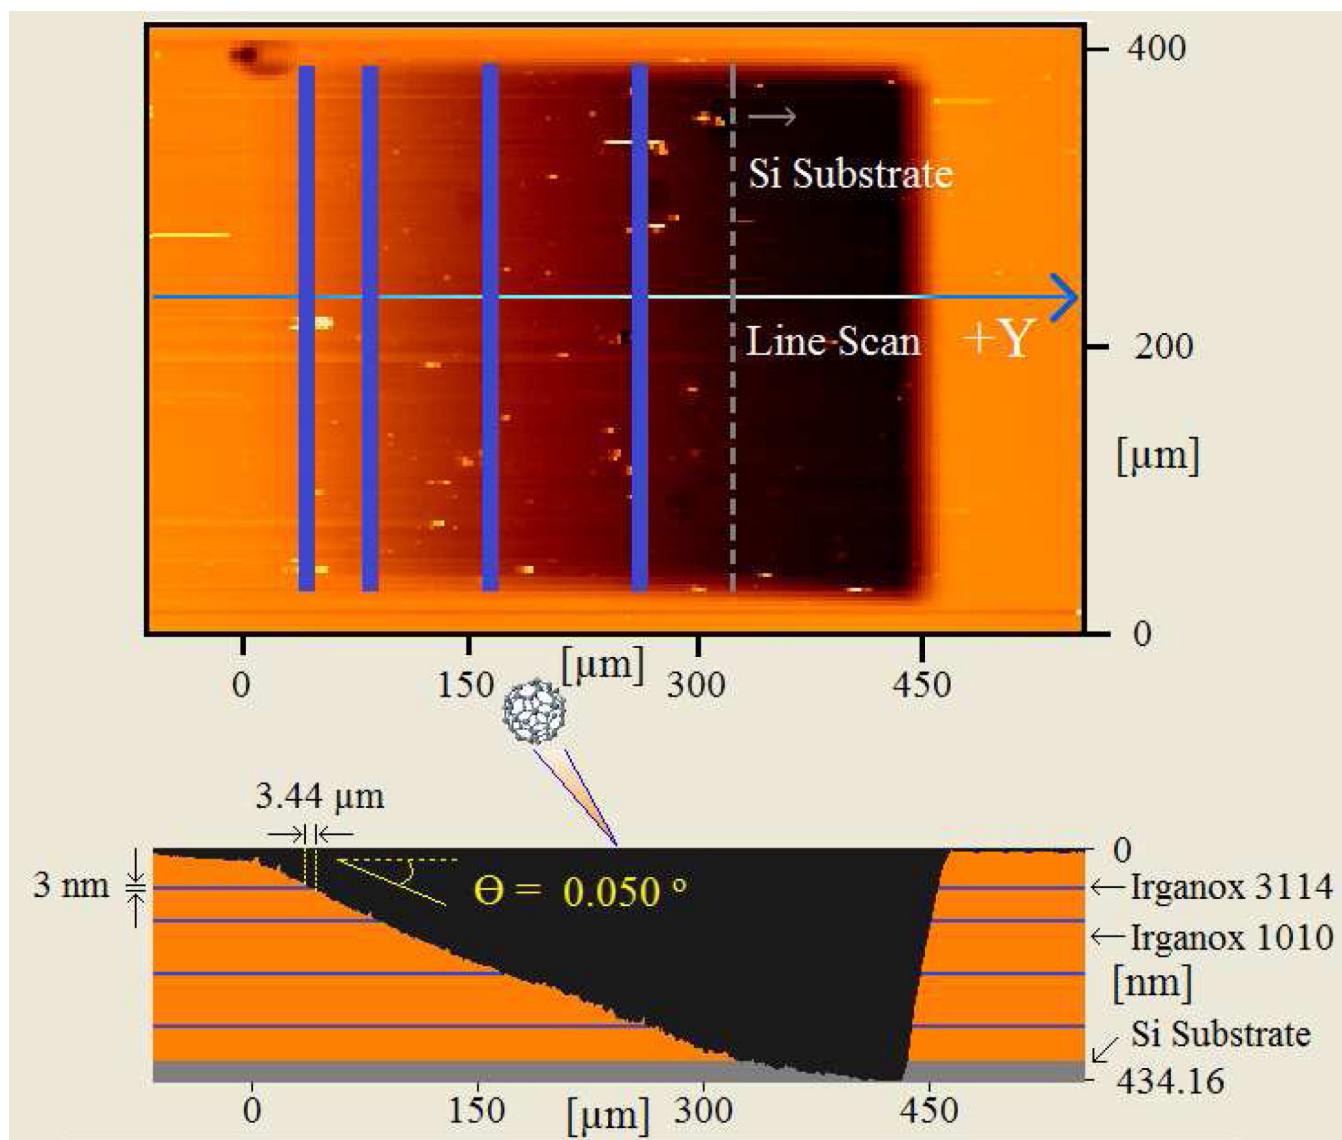 400
Si Substrate
Line Scan +Y
200
[µm]
0
0 150 [µm] 300 450
3.44 µm
0
3 nm
ϴ = 0.050 º
Irganox 3114
Irganox 1010
[nm]
Si Substrate
434.16
0 150 [µm] 300 450